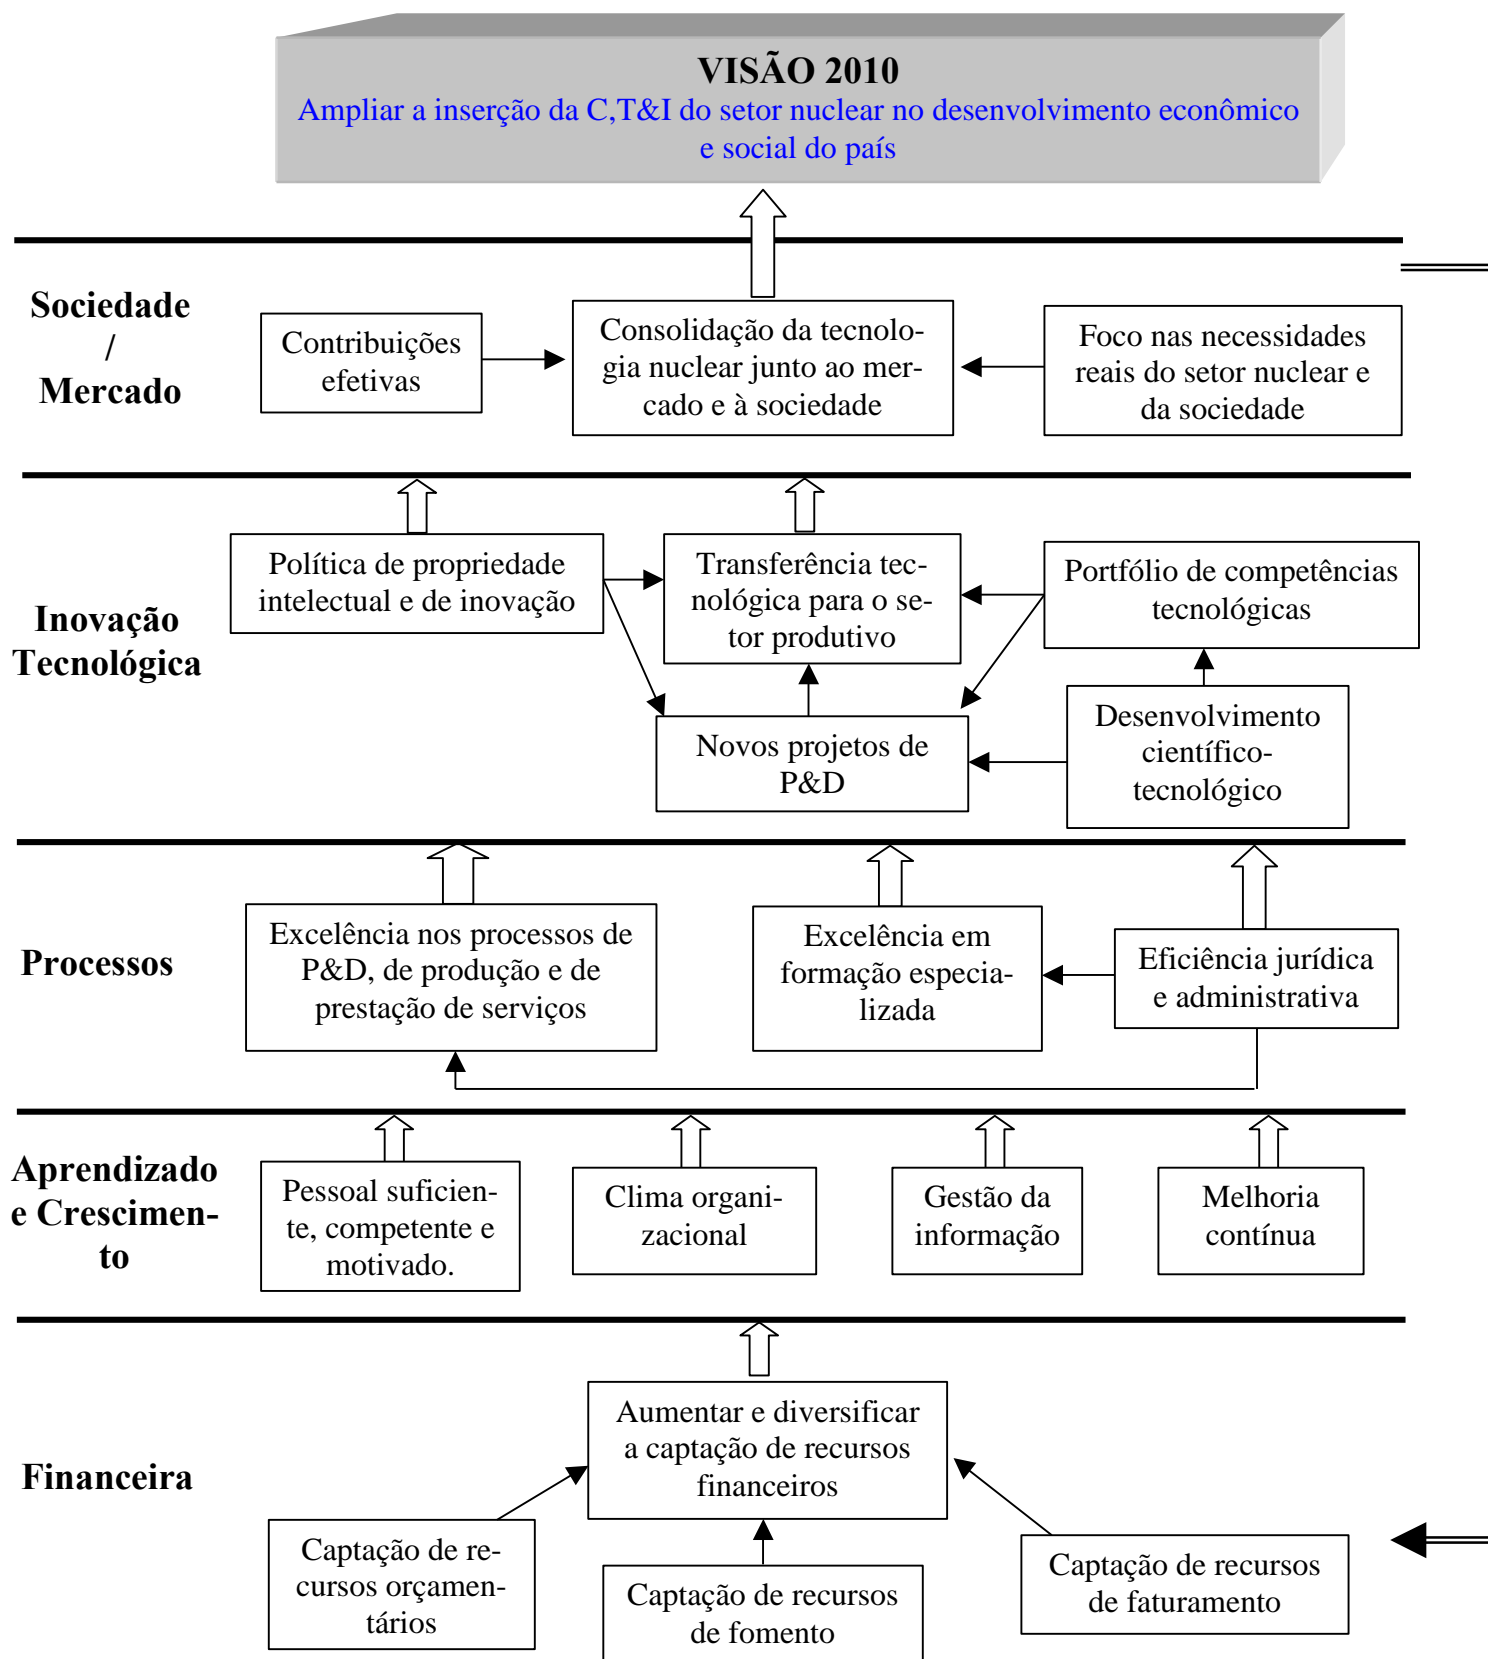 VISÃO 2010
Ampliar a inserção da C,T&I do setor nuclear no desenvolvimento econômico
e social do país
Sociedade
/
Mercado
Contribuições
efetivas
Consolidação da tecnolo-
gia nuclear junto ao mer-
cado e à sociedade
Foco nas necessidades
reais do setor nuclear e
da sociedade
Inovação
Tecnológica
Política de propriedade
intelectual e de inovação
Transferência tec-
nológica para o se-
tor produtivo
Portfólio de competências
tecnológicas
Novos projetos de
P&D
Desenvolvimento
científico-
tecnológico
Processos
Excelência nos processos de
P&D, de produção e de
prestação de serviços
Excelência em
formação especia-
lizada
Eficiência jurídica
e administrativa
Aprendizado
e Crescimen-
to
Pessoal suficien-
te, competente e
motivado.
Clima organi-
zacional
Gestão da
informação
Melhoria
contínua
Financeira
Aumentar e diversificar
a captação de recursos
financeiros
Captação de re-
cursos orçamen-
tários
Captação de recursos
de fomento
Captação de recursos
de faturamento